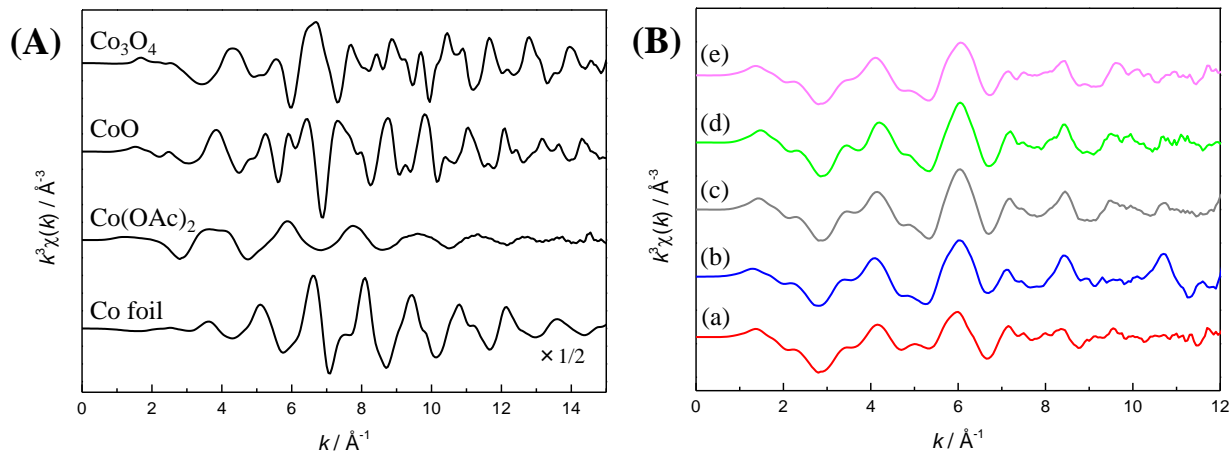 (A)
Co₃O₄
CoO
Co(OAc)₂
Co foil
× 1/2
k³χ(k) / Å⁻³
0 2 4 6 8 10 12 14
k / Å⁻¹
(B)
(e)
(d)
(c)
(b)
(a)
k³χ(k) / Å⁻³
0 2 4 6 8 10 12
k / Å⁻¹